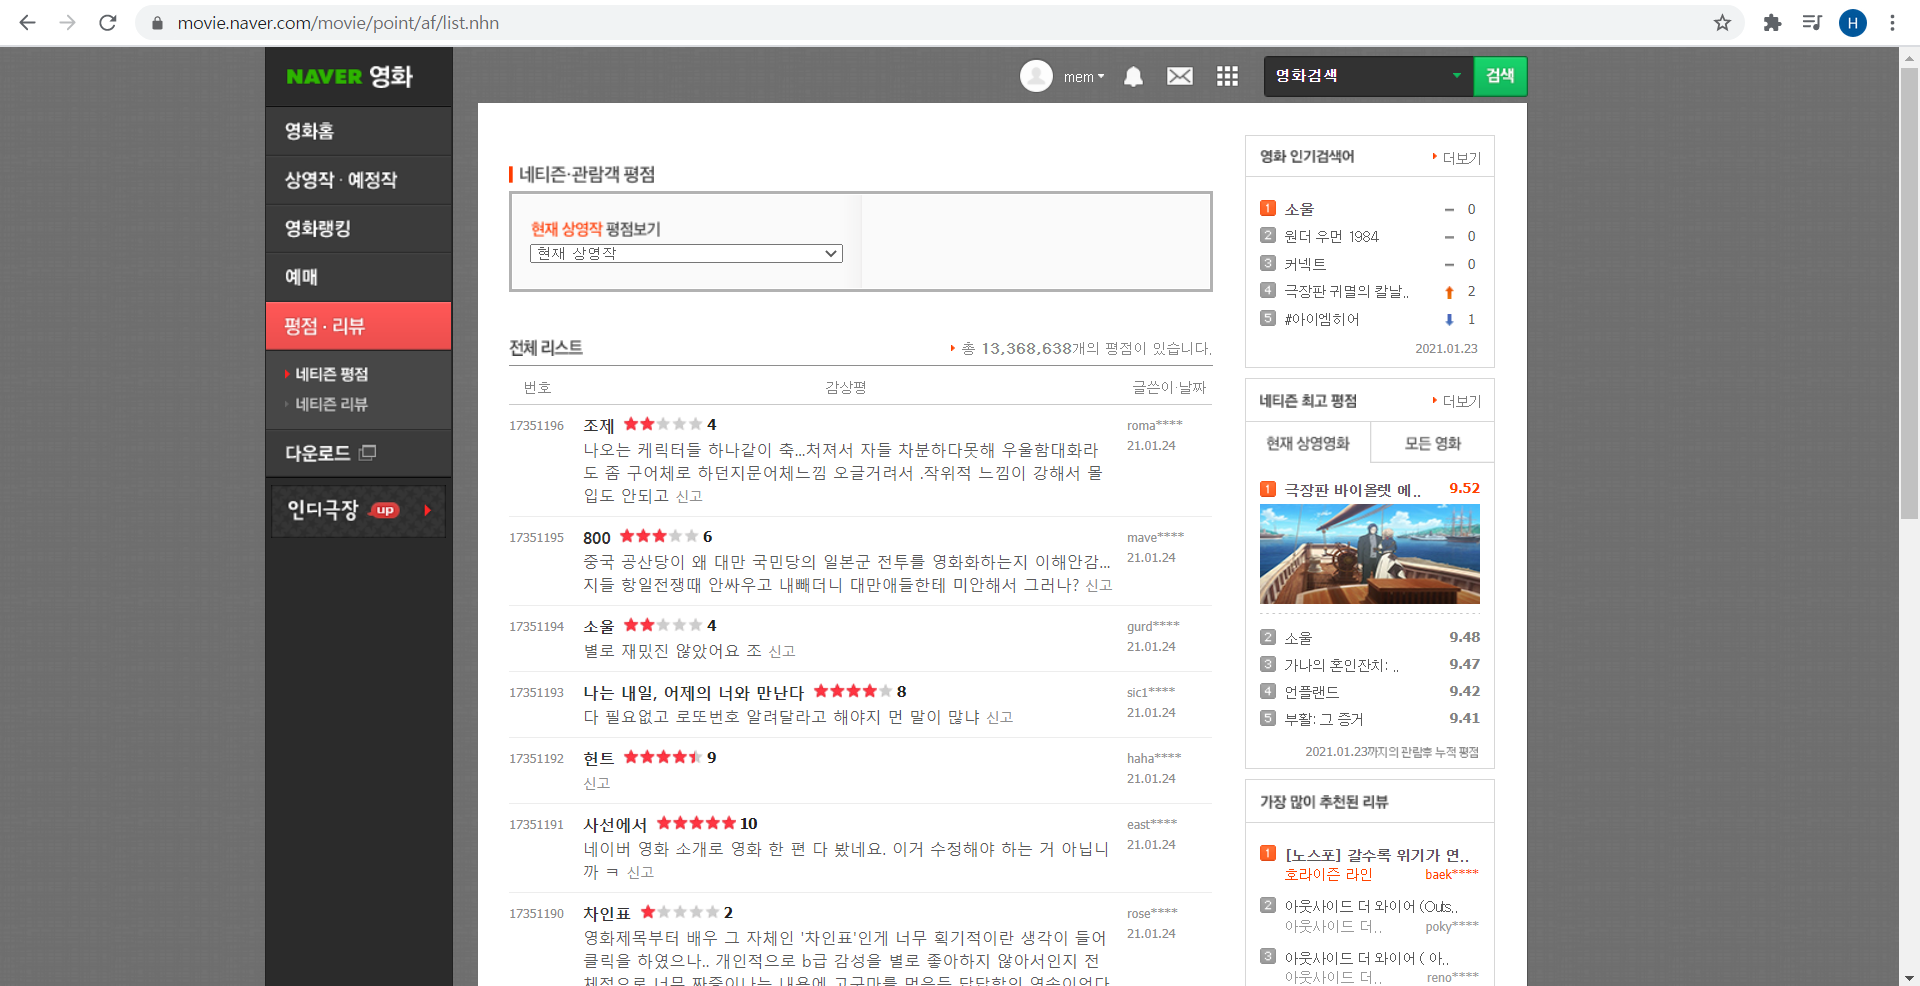 movie.naver.com/movie/point/af/list.nhn
H
NAVER 영화
mem
영화검색
검색
영화홈
상영작 · 예정작
영화랭킹
예매
평점 · 리뷰
네티즌 평점
네티즌 리뷰
다운로드
인디극장 up
네티즌·관람객 평점
현재 상영작 평점보기
현재 상영작
전체 리스트
총 13,368,638개의 평점이 있습니다.
번호 감상평 글쓴이·날짜
17351196 조제 4 roma****
21.01.24
나오는 케릭터들 하나같이 축...처져서 자들 차분하다못해 우울함대화라
도 좀 구어체로 하던지문어체느낌 오글거려서 .작위적 느낌이 강해서 몰
입도 안되고 신고
17351195 800 6 mave****
21.01.24
중국 공산당이 왜 대만 국민당의 일본군 전투를 영화화하는지 이해안감...
지들 항일전쟁때 안싸우고 내빼더니 대만애들한테 미안해서 그러나? 신고
17351194 소울 4 gurd****
21.01.24
별로 재밌진 않았어요 조 신고
17351193 나는 내일, 어제의 너와 만난다 8 sic1****
21.01.24
다 필요없고 로또번호 알려달라고 해야지 먼 말이 많냐 신고
17351192 헌트 9 haha****
21.01.24
신고
17351191 사선에서 10 east****
21.01.24
네이버 영화 소개로 영화 한 편 다 봤네요. 이거 수정해야 하는 거 아닙니
까 ㅋ 신고
17351190 차인표 2 rose****
21.01.24
영화제목부터 배우 그 자체인 '차인표'인게 너무 획기적이란 생각이 들어
클릭을 하였으나.. 개인적으로 b급 감성을 별로 좋아하지 않아서인지 전
체적으로 너무 짜증이나는 내용에 고구마를 먹은듯 답답함의 연속이었다
영화 인기검색어 더보기
1 소울 0
2 원더 우먼 1984 0
3 커넥트 0
4 극장판 귀멸의 칼날.. 2
5 #아이엠히어 1
2021.01.23
네티즌 최고 평점 더보기
현재 상영영화 모든 영화
1 극장판 바이올렛 에.. 9.52
2 소울 9.48
3 가나의 혼인잔치: .. 9.47
4 언플랜드 9.42
5 부활: 그 증거 9.41
2021.01.23까지의 관람후 누적 평점
가장 많이 추천된 리뷰
1 [노스포] 갈수록 위기가 연..
호라이즌 라인 baek****
2 아웃사이드 더 와이어 (Outs..
아웃사이드 더.. poky****
3 아웃사이드 더 와이어 ( 아..
아웃사이드 더.. reno****